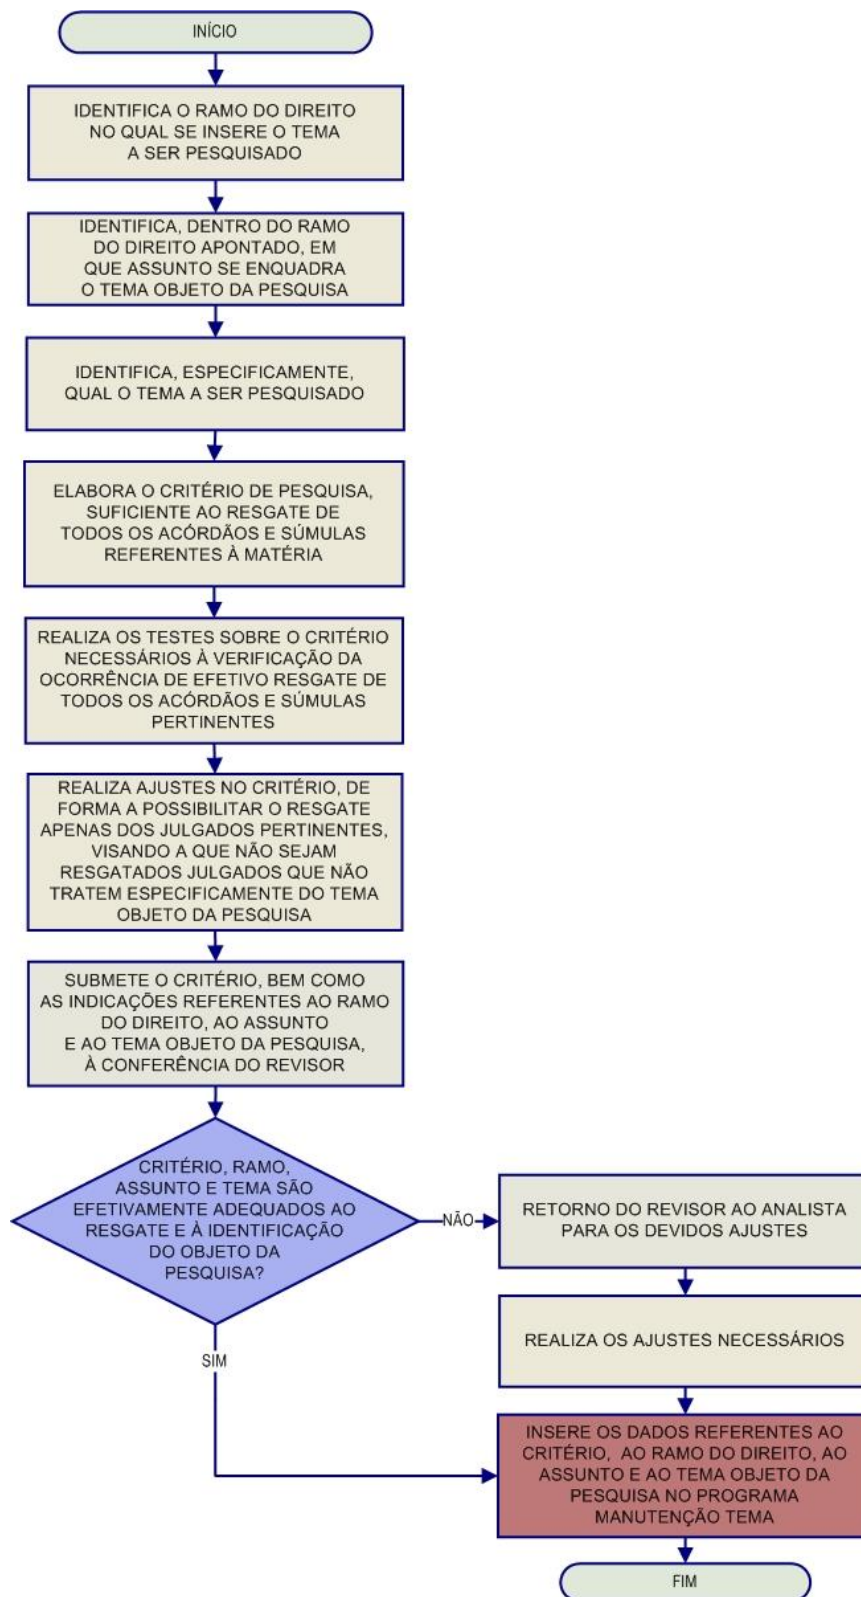 INÍCIO
IDENTIFICA O RAMO DO DIREITO
NO QUAL SE INSERE O TEMA
A SER PESQUISADO
IDENTIFICA, DENTRO DO RAMO
DO DIREITO APONTADO, EM
QUE ASSUNTO SE ENQUADRA
O TEMA OBJETO DA PESQUISA
IDENTIFICA, ESPECIFICAMENTE,
QUAL O TEMA A SER PESQUISADO
ELABORA O CRITÉRIO DE PESQUISA,
SUFICIENTE AO RESGATE DE
TODOS OS ACÓRDÃOS E SÚMULAS
REFERENTES À MATÉRIA
REALIZA OS TESTES SOBRE O CRITÉRIO
NECESSÁRIOS À VERIFICAÇÃO DA
OCORRÊNCIA DE EFETIVO RESGATE DE
TODOS OS ACÓRDÃOS E SÚMULAS
PERTINENTES
REALIZA AJUSTES NO CRITÉRIO, DE
FORMA A POSSIBILITAR O RESGATE
APENAS DOS JULGADOS PERTINENTES,
VISANDO A QUE NÃO SEJAM
RESGATADOS JULGADOS QUE NÃO
TRATEM ESPECIFICAMENTE DO TEMA
OBJETO DA PESQUISA
SUBMETE O CRITÉRIO, BEM COMO
AS INDICAÇÕES REFERENTES AO RAMO
DO DIREITO, AO ASSUNTO
E AO TEMA OBJETO DA PESQUISA,
À CONFERÊNCIA DO REVISOR
CRITÉRIO, RAMO,
ASSUNTO E TEMA SÃO
EFETIVAMENTE ADEQUADOS AO
RESGATE E À IDENTIFICAÇÃO
DO OBJETO DA
PESQUISA?
NÃO
RETORNO DO REVISOR AO ANALISTA
PARA OS DEVIDOS AJUSTES
REALIZA OS AJUSTES NECESSÁRIOS
SIM
INSERE OS DADOS REFERENTES AO
CRITÉRIO, AO RAMO DO DIREITO, AO
ASSUNTO E AO TEMA OBJETO DA
PESQUISA NO PROGRAMA
MANUTENÇÃO TEMA
FIM